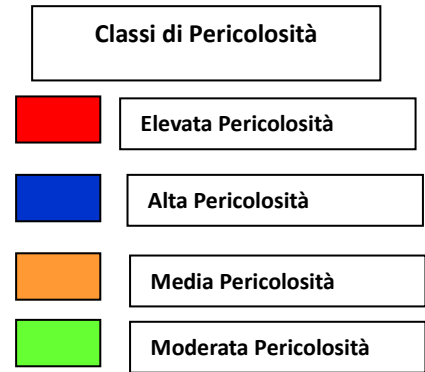 Classi di Pericolosità
Elevata Pericolosità
Alta Pericolosità
Media Pericolosità
Moderata Pericolosità